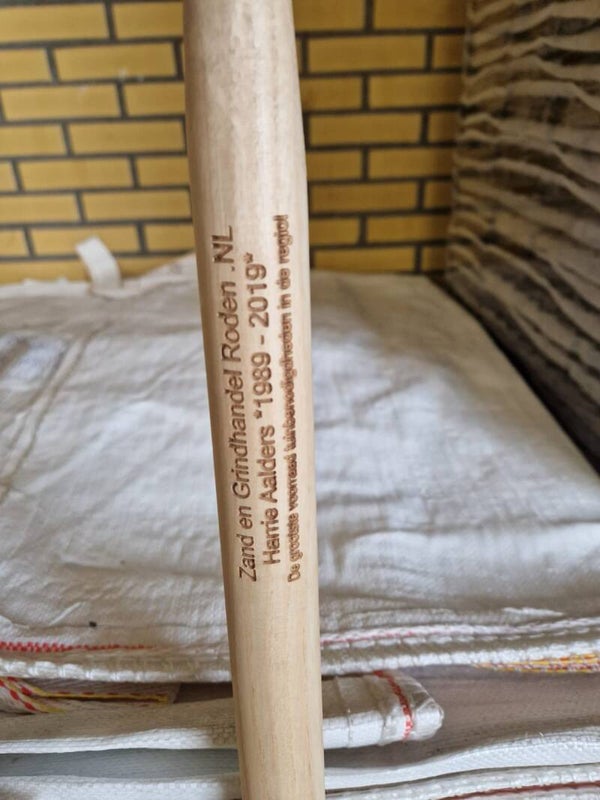 Zand en Grindhandel Roden .NL
Harrie Aalders "1989 - 2019"
De grootste voorraad tuinbenodigdheden in de regio!!